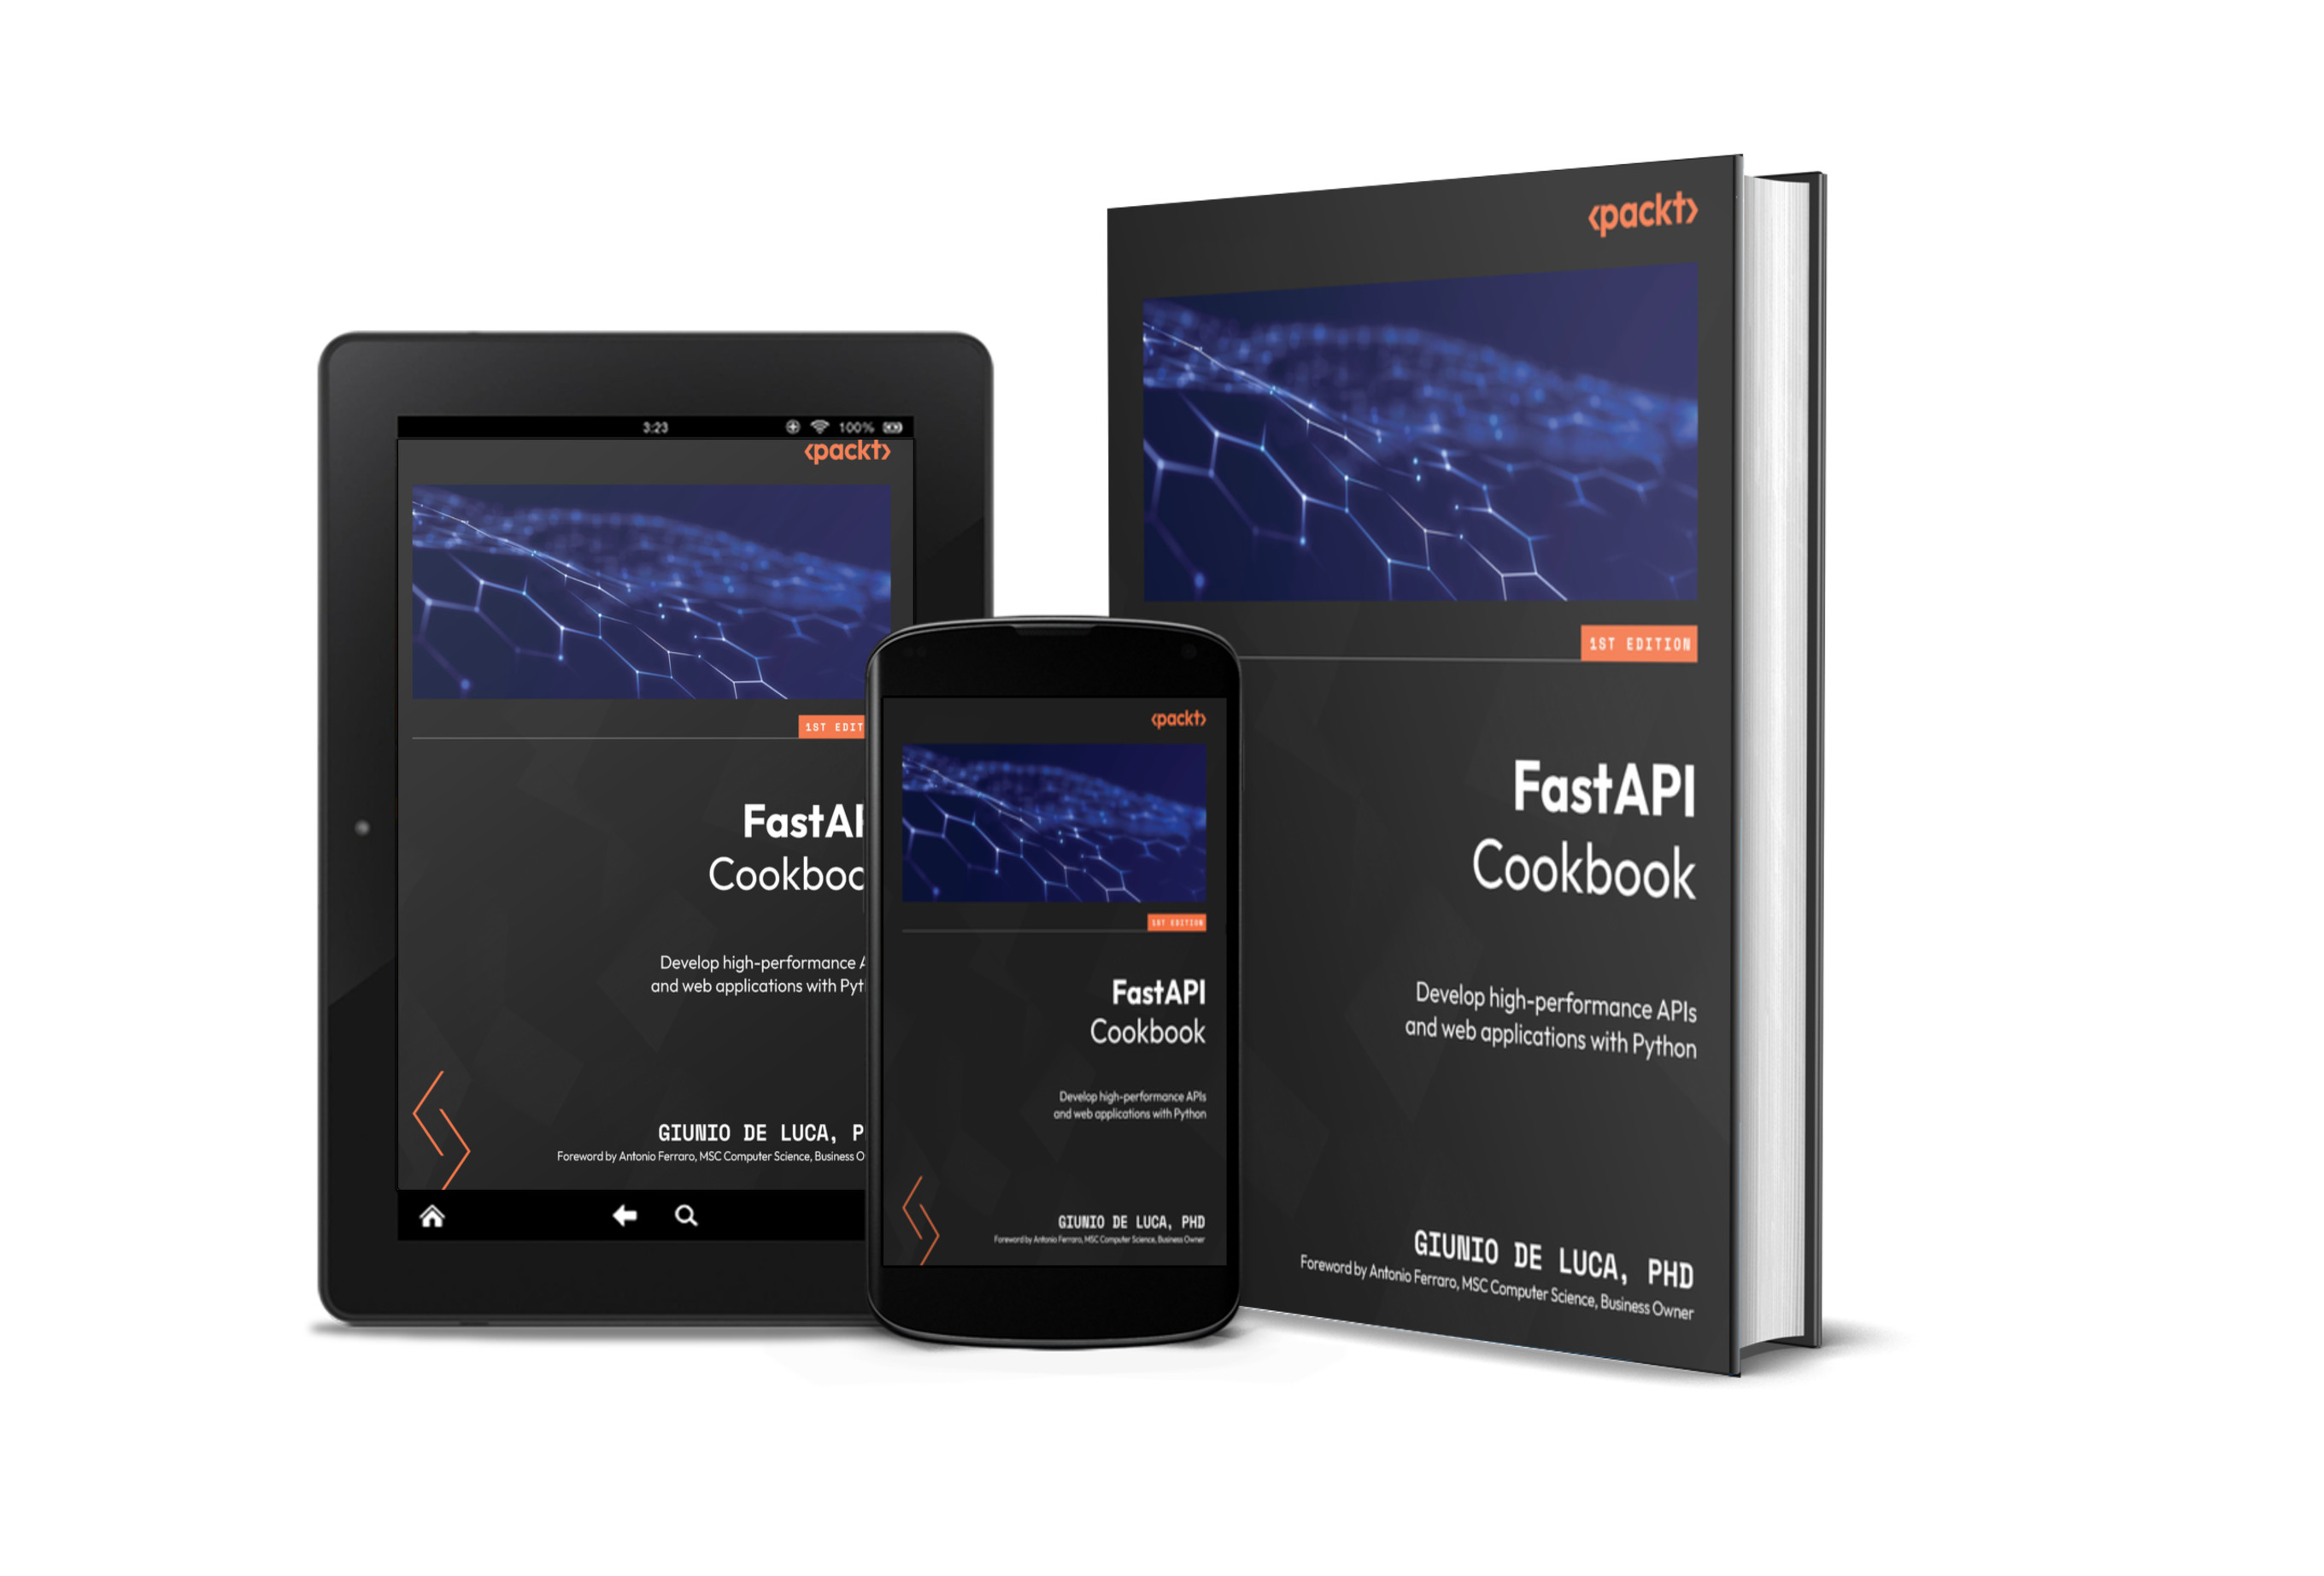 3:23
100%
<packt>
1ST EDIT
FastAP
Cookboo
Develop high-performance A
and web applications with Pyt
GIUNIO DE LUCA, P
Foreword by Antonio Ferraro, MSC Computer Science, Business O
<packt>
1ST EDITION
FastAPI
Cookbook
Develop high-performance APIs
and web applications with Python
GIUNIO DE LUCA, PHD
Foreword by Antonio Ferraro, MSC Computer Science, Business Owner
<packt>
1ST EDITION
FastAPI
Cookbook
Develop high-performance APIs
and web applications with Python
GIUNIO DE LUCA, PHD
Foreword by Antonio Ferraro, MSC Computer Science, Business Owner